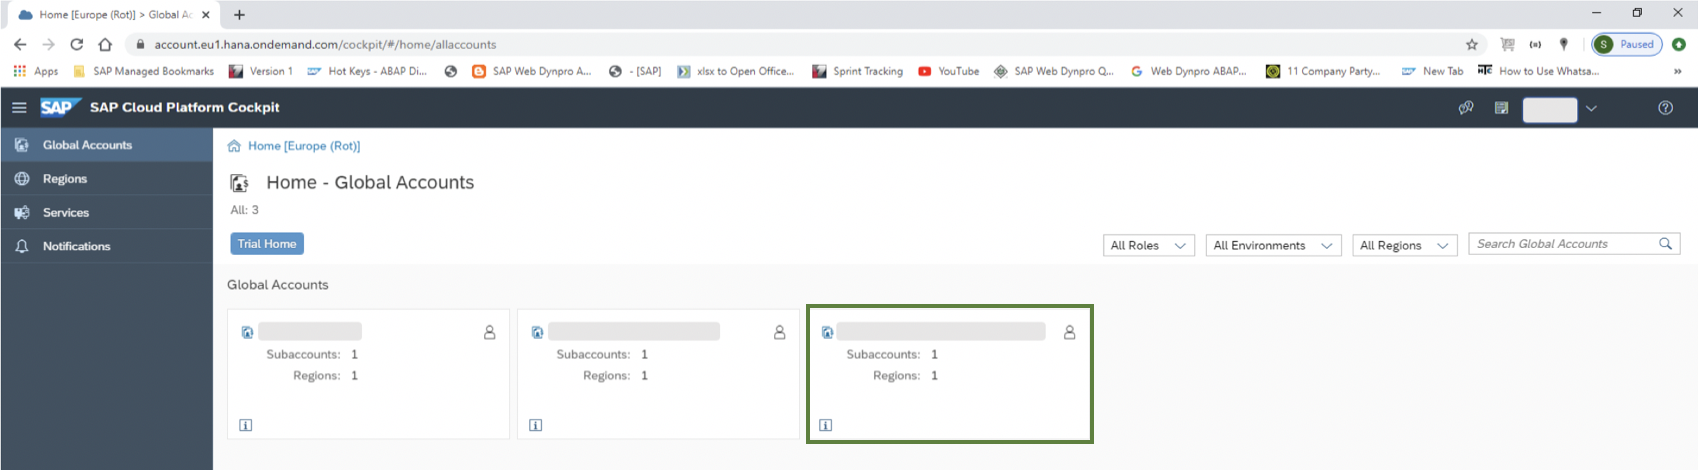 Home [Europe (Rot)] > Global Ac
account.eu1.hana.ondemand.com/cockpit/#/home/allaccounts
S Paused
Apps SAP Managed Bookmarks Version 1 Hot Keys - ABAP Di... SAP Web Dynpro A... - [SAP] xlsx to Open Office... Sprint Tracking YouTube SAP Web Dynpro Q... Web Dynpro ABAP... 11 Company Party... New Tab How to Use Whatsa... »
SAP SAP Cloud Platform Cockpit
Global Accounts
Regions
Services
Notifications
Home [Europe (Rot)]
Home - Global Accounts
All: 3
Trial Home
All Roles All Environments All Regions Search Global Accounts
Global Accounts
Subaccounts: 1
Regions: 1
Subaccounts: 1
Regions: 1
Subaccounts: 1
Regions: 1